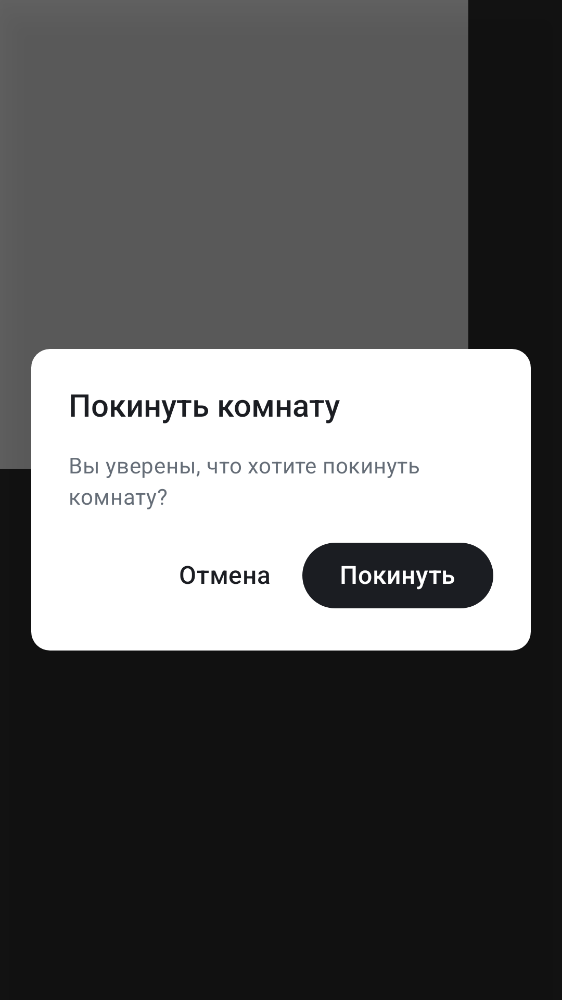 Покинуть комнату
Вы уверены, что хотите покинуть
комнату?
Отмена
Покинуть